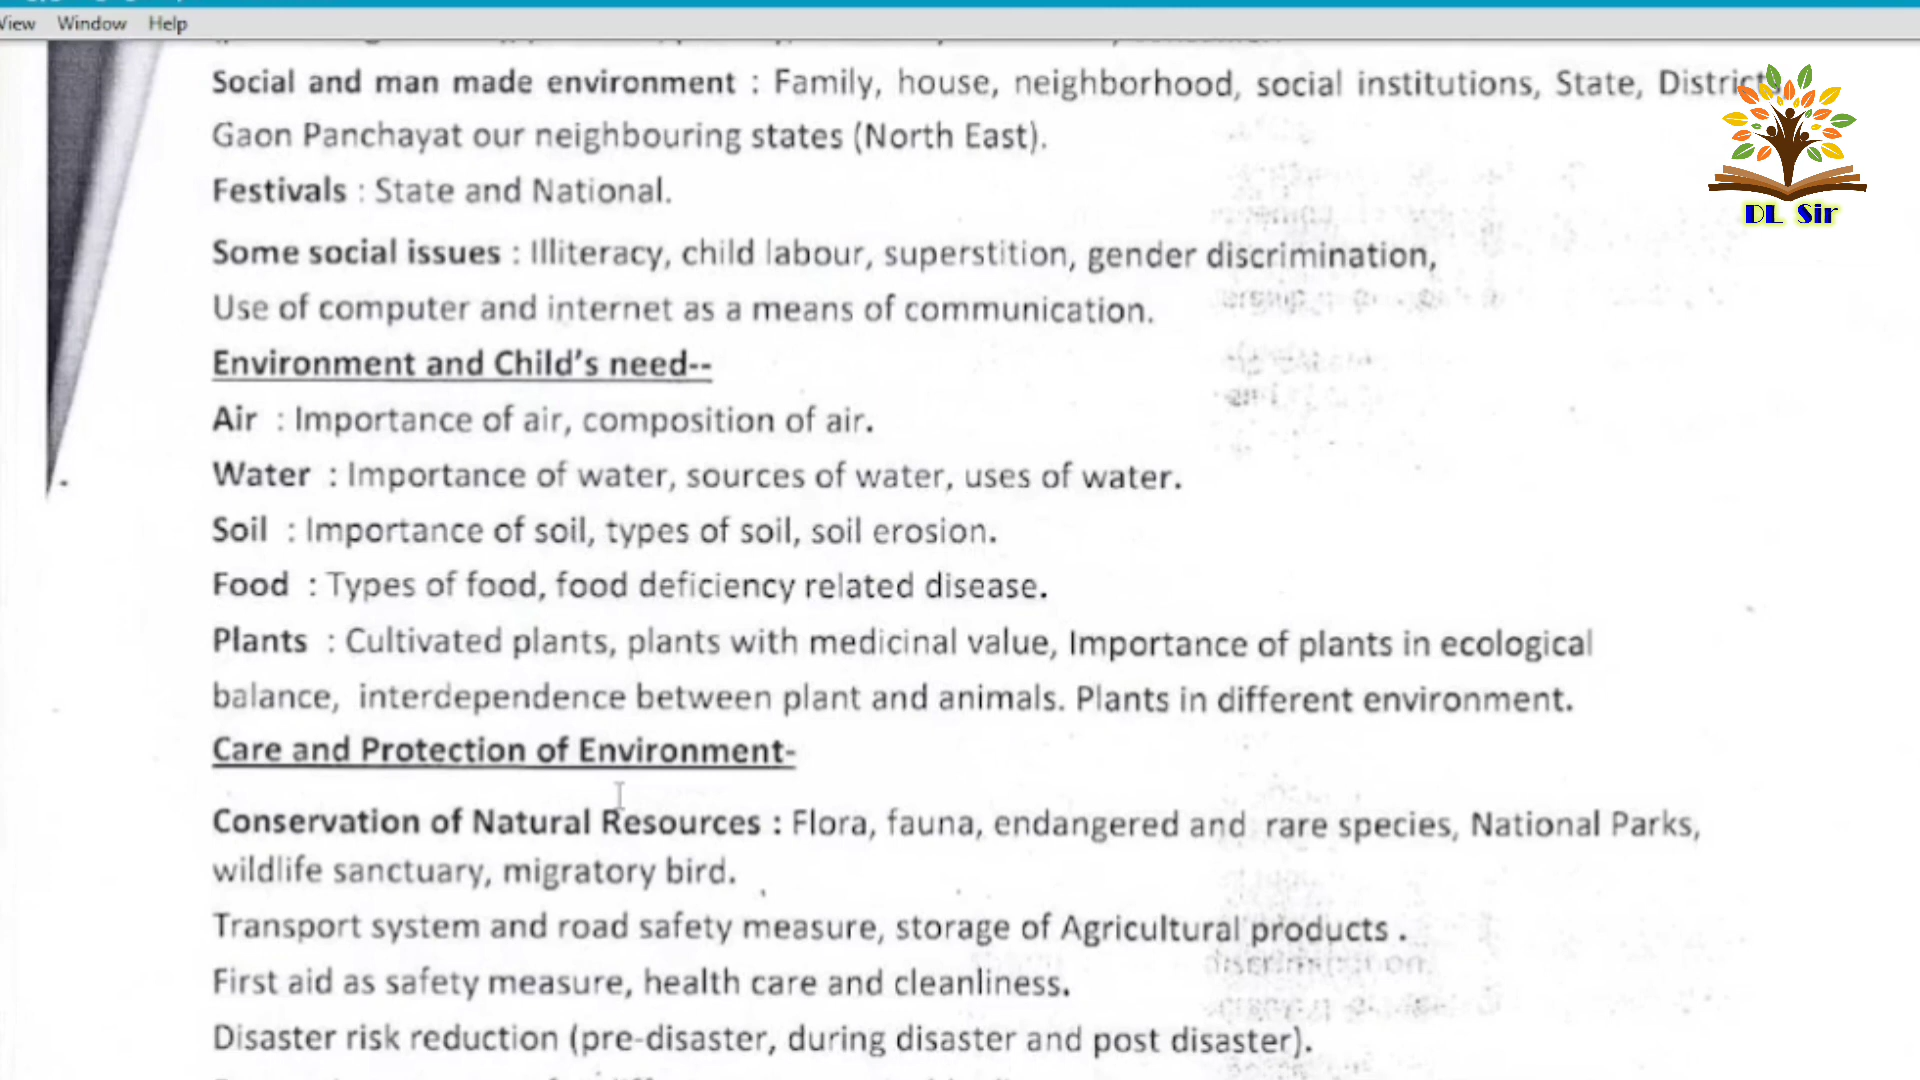 View Window Help
Social and man made environment : Family, house, neighborhood, social institutions, State, District
Gaon Panchayat our neighbouring states (North East).
Festivals : State and National.
Some social issues : Illiteracy, child labour, superstition, gender discrimination,
Use of computer and internet as a means of communication.
Environment and Child's need--
Air : Importance of air, composition of air.
Water : Importance of water, sources of water, uses of water.
Soil : Importance of soil, types of soil, soil erosion.
Food : Types of food, food deficiency related disease.
Plants : Cultivated plants, plants with medicinal value, Importance of plants in ecological
balance, interdependence between plant and animals. Plants in different environment.
Care and Protection of Environment-
Conservation of Natural Resources : Flora, fauna, endangered and rare species, National Parks,
wildlife sanctuary, migratory bird.
Transport system and road safety measure, storage of Agricultural products .
First aid as safety measure, health care and cleanliness.
Disaster risk reduction (pre-disaster, during disaster and post disaster).
DL Sir